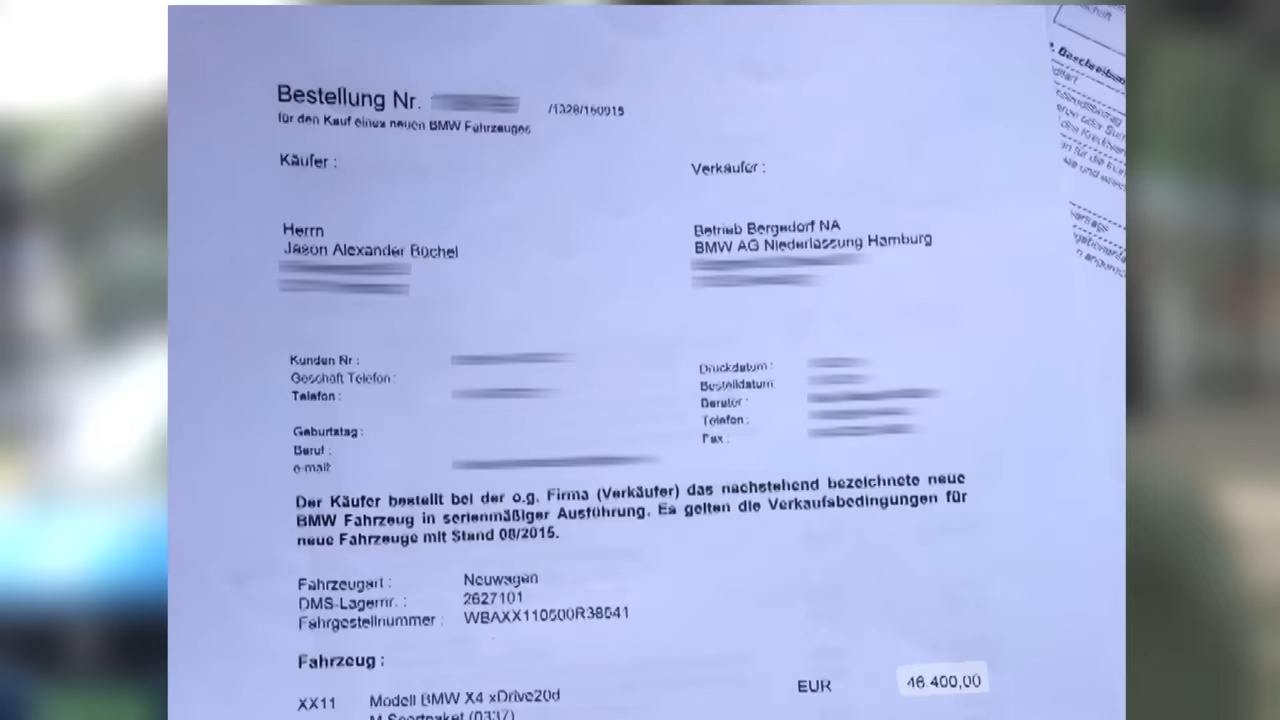 Bestellung Nr. /1328/150915
für den Kauf eines neuen BMW Fahrzeuges
Käufer :
Verkäufer :
Herrn
Jason Alexander Büchel
Betrieb Bergedorf NA
BMW AG Niederlassung Hamburg
Kunden Nr :
Geschäft Telefon :
Telefon :
Geburtstag :
Beruf :
e-mail:
Druckdatum :
Bestelldatum
Berater :
Telefon :
Fax :
Der Käufer bestellt bei der o.g. Firma (Verkäufer) das nachstehend bezeichnete neue
BMW Fahrzeug in serienmäßiger Ausführung. Es gelten die Verkaufsbedingungen für
neue Fahrzeuge mit Stand 08/2015.
Fahrzeugart : Neuwagen
DMS-Lagernr. : 2627101
Fahrgestellnummer : WBAXX110500R38541
Fahrzeug :
XX11 Modell BMW X4 xDrive20d EUR 46.400,00
M Sportpaket (0337)